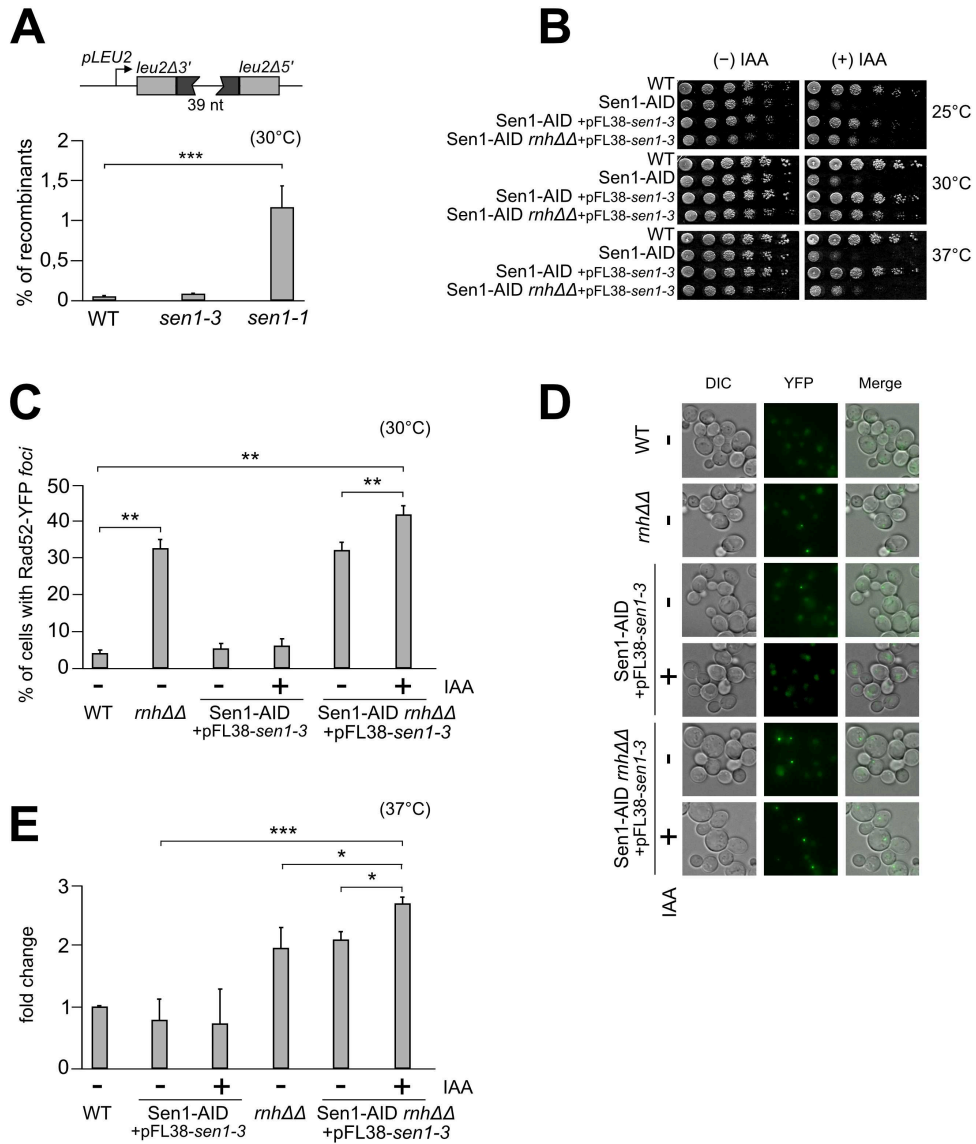 A
pLEU2
leu2Δ3′ leu2Δ5′
39 nt
(30°C)
% of recombinants
2
1,5
1
0,5
0
***
WT sen1-3 sen1-1
B
(−) IAA (+) IAA
WT
Sen1-AID
Sen1-AID +pFL38-sen1-3
Sen1-AID rnhΔΔ+pFL38-sen1-3
25°C
WT
Sen1-AID
Sen1-AID +pFL38-sen1-3
Sen1-AID rnhΔΔ+pFL38-sen1-3
30°C
WT
Sen1-AID
Sen1-AID +pFL38-sen1-3
Sen1-AID rnhΔΔ+pFL38-sen1-3
37°C
C
(30°C)
% of cells with Rad52-YFP foci
50
40
30
20
10
0
**
**
**
- - - + - + IAA
WT rnhΔΔ Sen1-AID Sen1-AID rnhΔΔ
+pFL38-sen1-3 +pFL38-sen1-3
D
DIC YFP Merge
WT -
rnhΔΔ -
Sen1-AID
+pFL38-sen1-3
-
+
Sen1-AID rnhΔΔ
+pFL38-sen1-3
-
+
IAA
E
(37°C)
fold change
3
2
1
0
***
*
*
- - + - - + IAA
WT Sen1-AID rnhΔΔ Sen1-AID rnhΔΔ
+pFL38-sen1-3 +pFL38-sen1-3